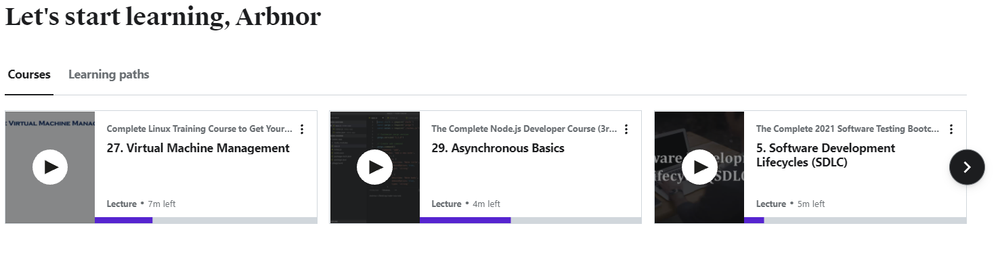 Let's start learning, Arbnor
Courses
Learning paths
VIRTUAL MACHINE MANAG
Complete Linux Training Course to Get Your...
27. Virtual Machine Management
Lecture • 7m left
The Complete Node.js Developer Course (3r...
29. Asynchronous Basics
Lecture • 4m left
ware Develop
ifecyc (SDLC
The Complete 2021 Software Testing Bootc...
5. Software Development
Lifecycles (SDLC)
Lecture • 5m left